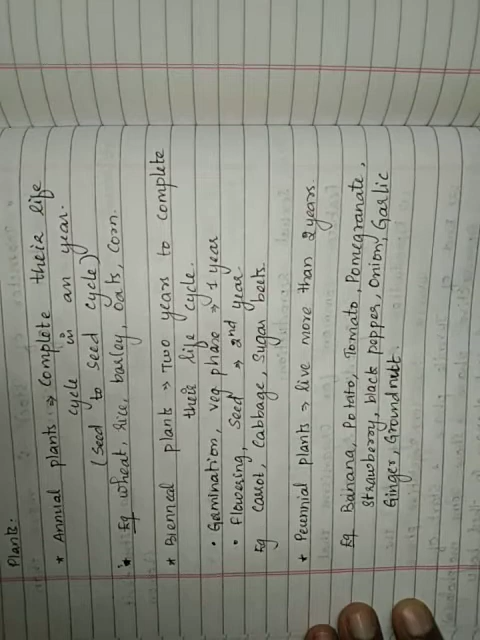 Plants.
* Annual plants ⇒ complete their life
cycle in an year.
(seed to seed cycle)
* Eg wheat, rice, barley, oats, corn.
* Bienneal plants ⇒ Two years to complete
their life cycle.
• Germination, veg phase ⇒ 1 year
• Flowering, seed ⇒ 2nd year
Eg carrot, cabbage, sugar beets.
* Perennial plants ⇒ live more than 2 years.
Eg. Banana, Potato, Tomato, Pomegranate,
strawberry, black pepper, Onion, Garlic
Ginger, Groundnut.